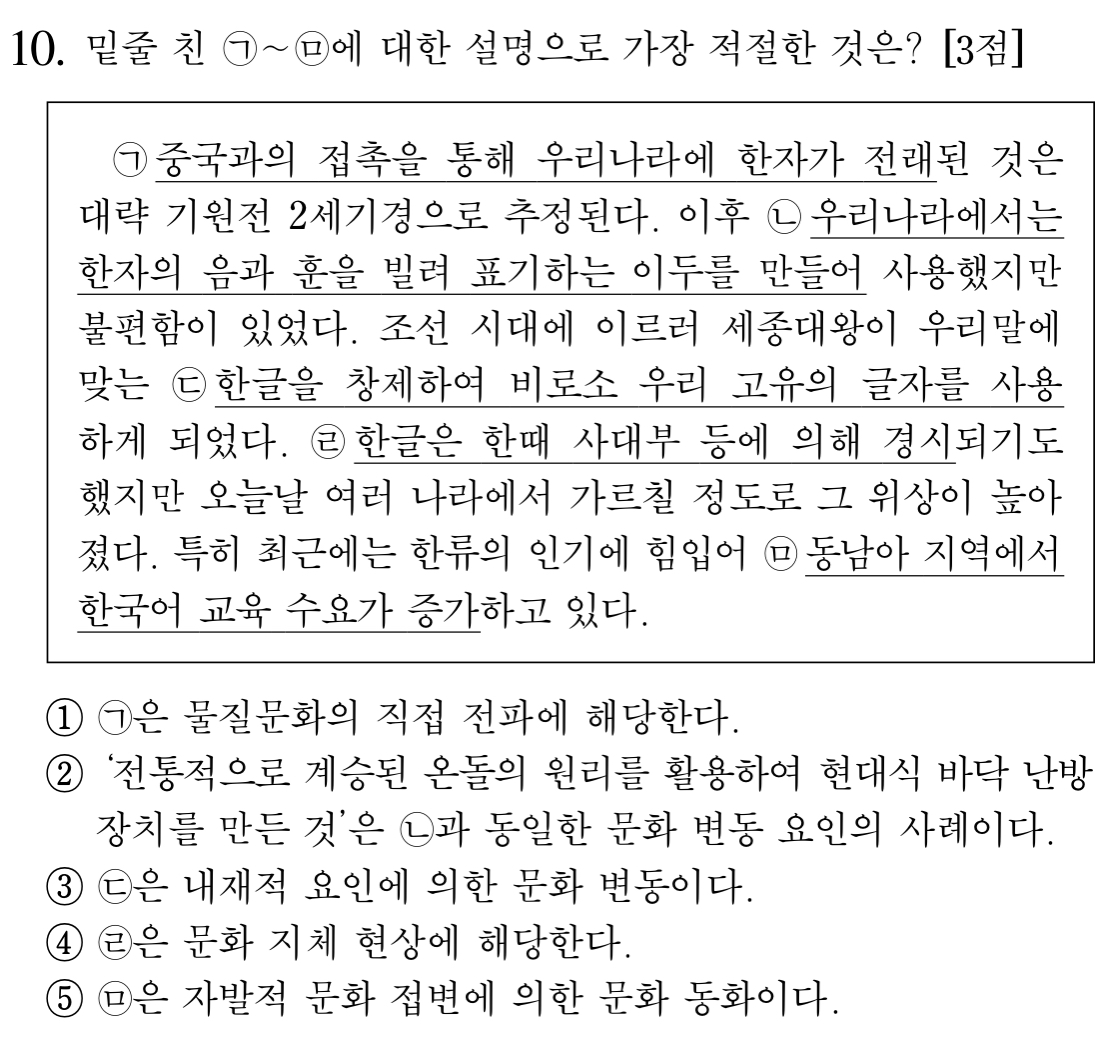 10. 밑줄 친 ㉠~㉤에 대한 설명으로 가장 적절한 것은? [3점]
㉠중국과의 접촉을 통해 우리나라에 한자가 전래된 것은
대략 기원전 2세기경으로 추정된다. 이후 ㉡우리나라에서는
한자의 음과 훈을 빌려 표기하는 이두를 만들어 사용했지만
불편함이 있었다. 조선 시대에 이르러 세종대왕이 우리말에
맞는 ㉢한글을 창제하여 비로소 우리 고유의 글자를 사용
하게 되었다. ㉣한글은 한때 사대부 등에 의해 경시되기도
했지만 오늘날 여러 나라에서 가르칠 정도로 그 위상이 높아
졌다. 특히 최근에는 한류의 인기에 힘입어 ㉤동남아 지역에서
한국어 교육 수요가 증가하고 있다.
① ㉠은 물질문화의 직접 전파에 해당한다.
② ‘전통적으로 계승된 온돌의 원리를 활용하여 현대식 바닥 난방
장치를 만든 것’은 ㉡과 동일한 문화 변동 요인의 사례이다.
③ ㉢은 내재적 요인에 의한 문화 변동이다.
④ ㉣은 문화 지체 현상에 해당한다.
⑤ ㉤은 자발적 문화 접변에 의한 문화 동화이다.